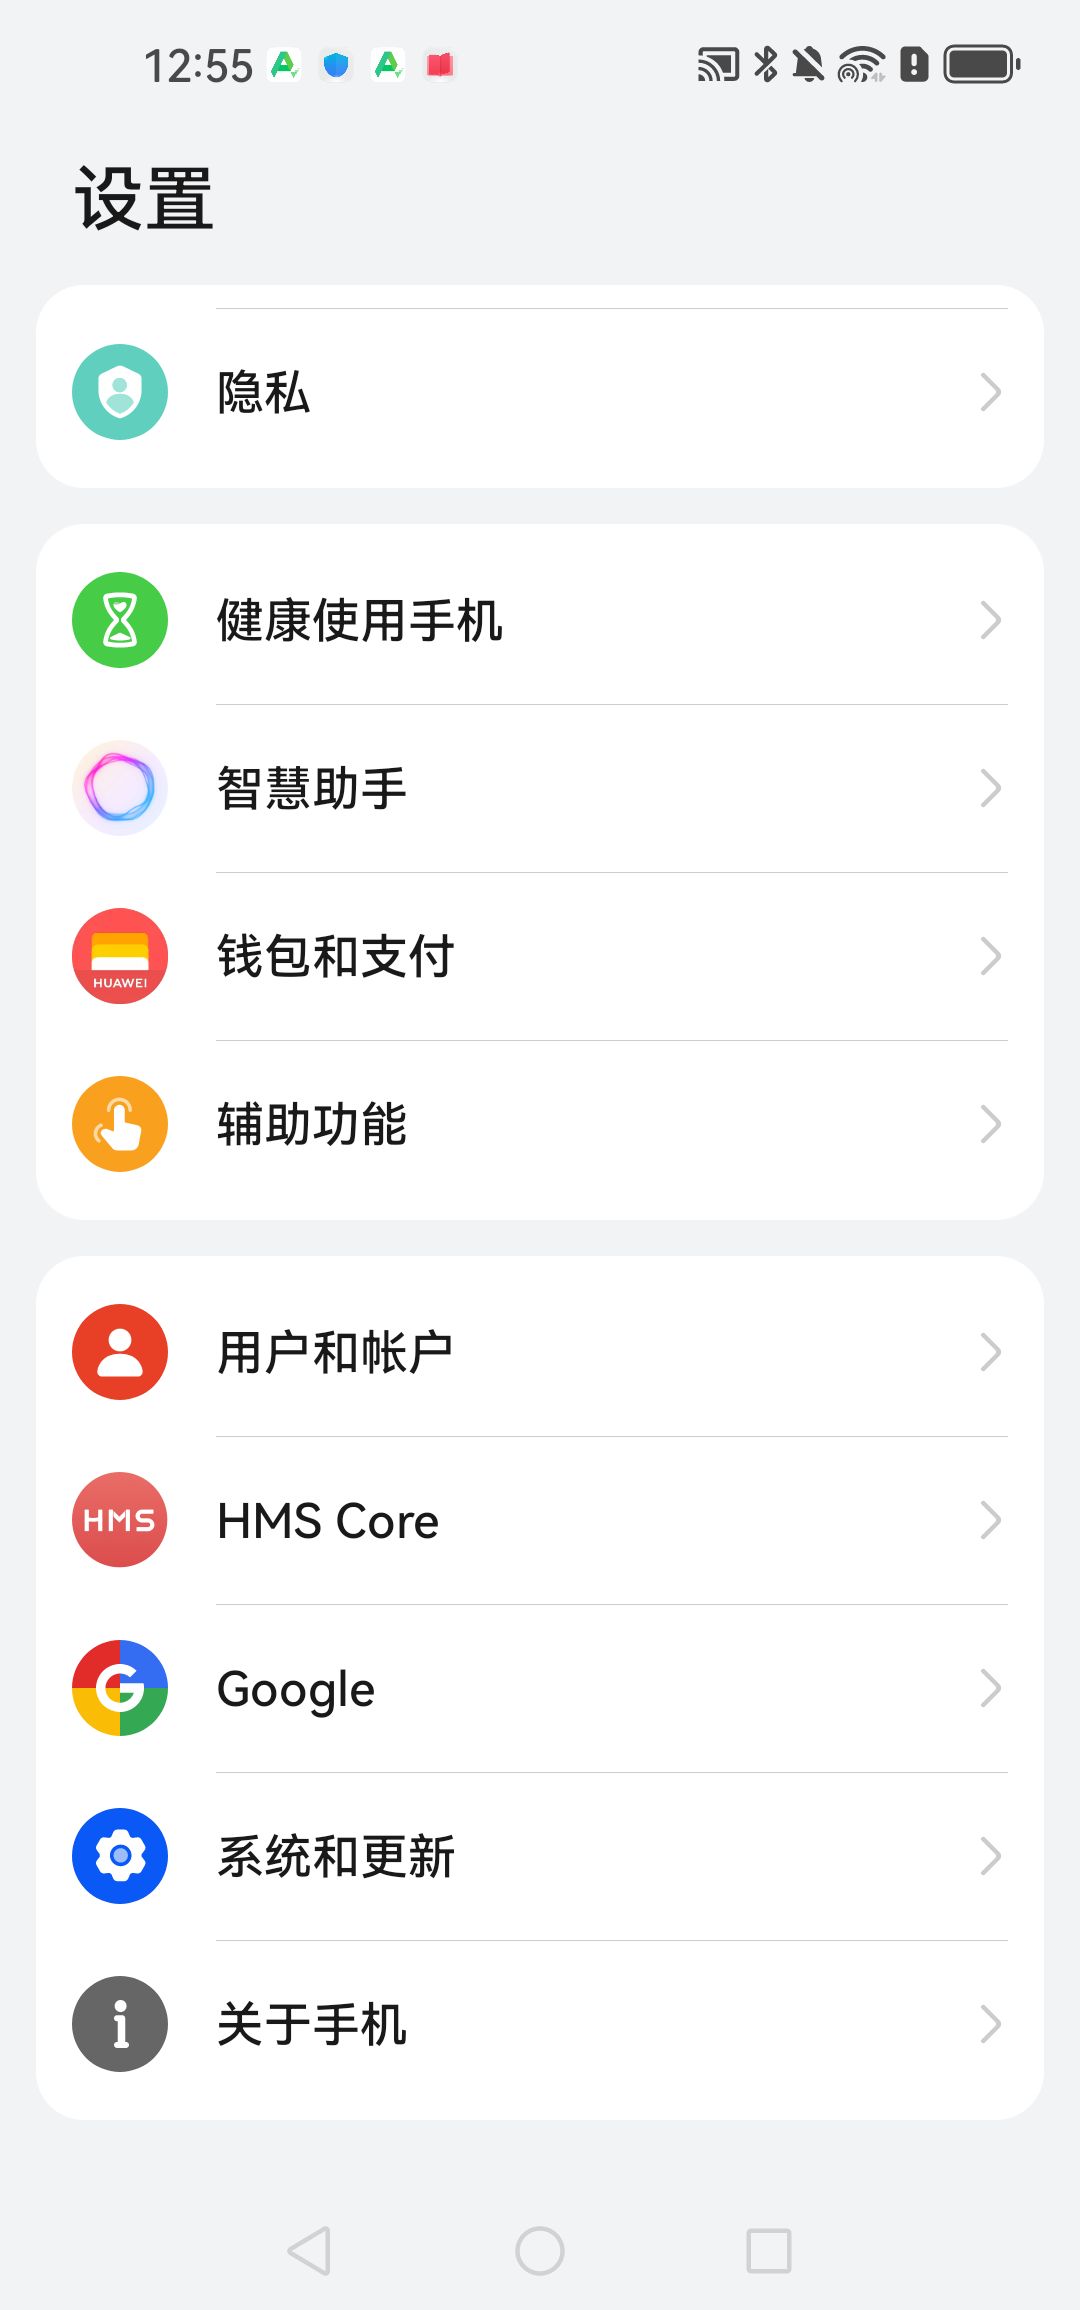 12:55
设置
隐私
健康使用手机
智慧助手
钱包和支付
HUAWEI
辅助功能
用户和帐户
HMS Core
HMS
Google
系统和更新
关于手机